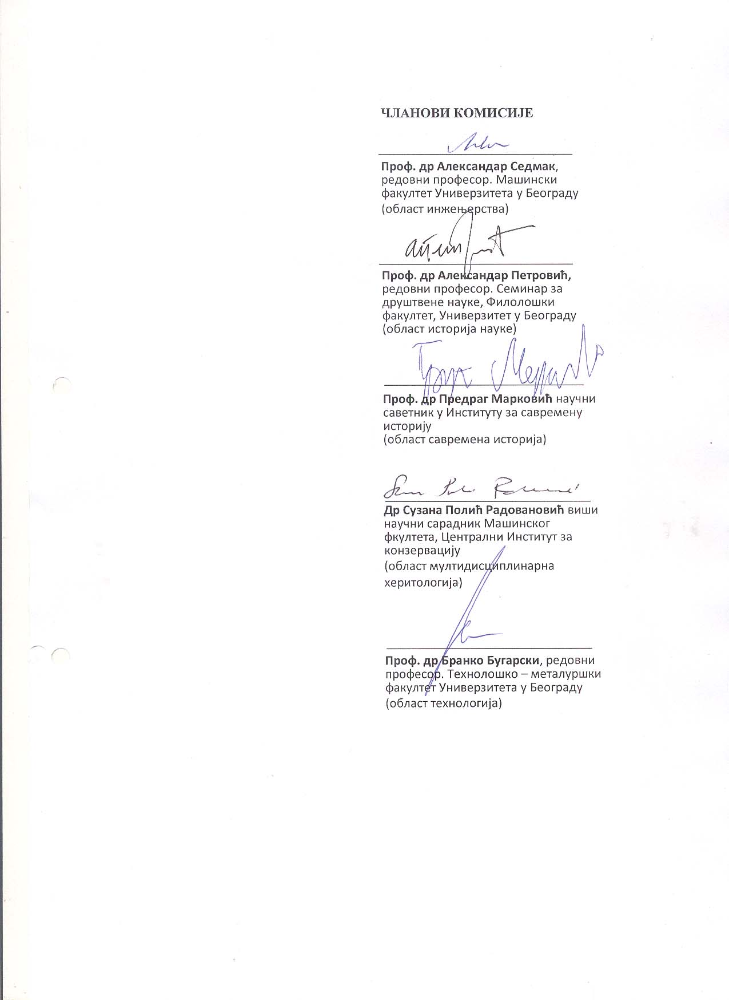 ЧЛАНОВИ КОМИСИЈЕ
Проф. др Александар Седмак,
редовни професор. Машински
факултет Универзитета у Београду
(област инжењерства)
Проф. др Александар Петровић,
редовни професор. Семинар за
друштвене науке, Филолошки
факултет, Универзитет у Београду
(област историја науке)
Проф. др Предраг Марковић научни
саветник у Институту за савремену
историју
(област савремена историја)
Др Сузана Полић Радовановић виши
научни сарадник Машинског
фкултета, Централни Институт за
конзервацију
(област мултидисциплинарна
херитологија)
Проф. др Бранко Бугарски, редовни
професор. Технолошко – металуршки
факултет Универзитета у Београду
(област технологија)